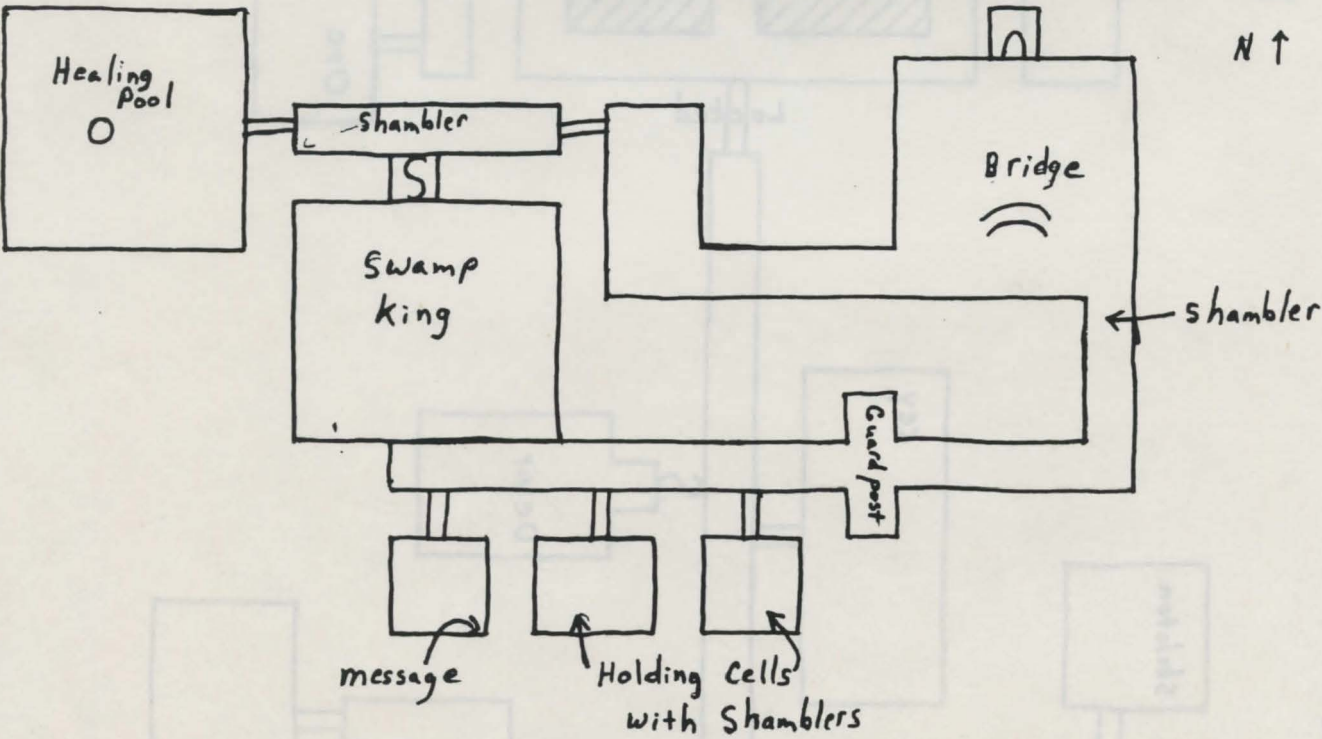 Healing
Pool
N ↑
Shambler
S
Bridge
Swamp
King
Shambler
Guard post
message
Holding Cells
with Shamblers